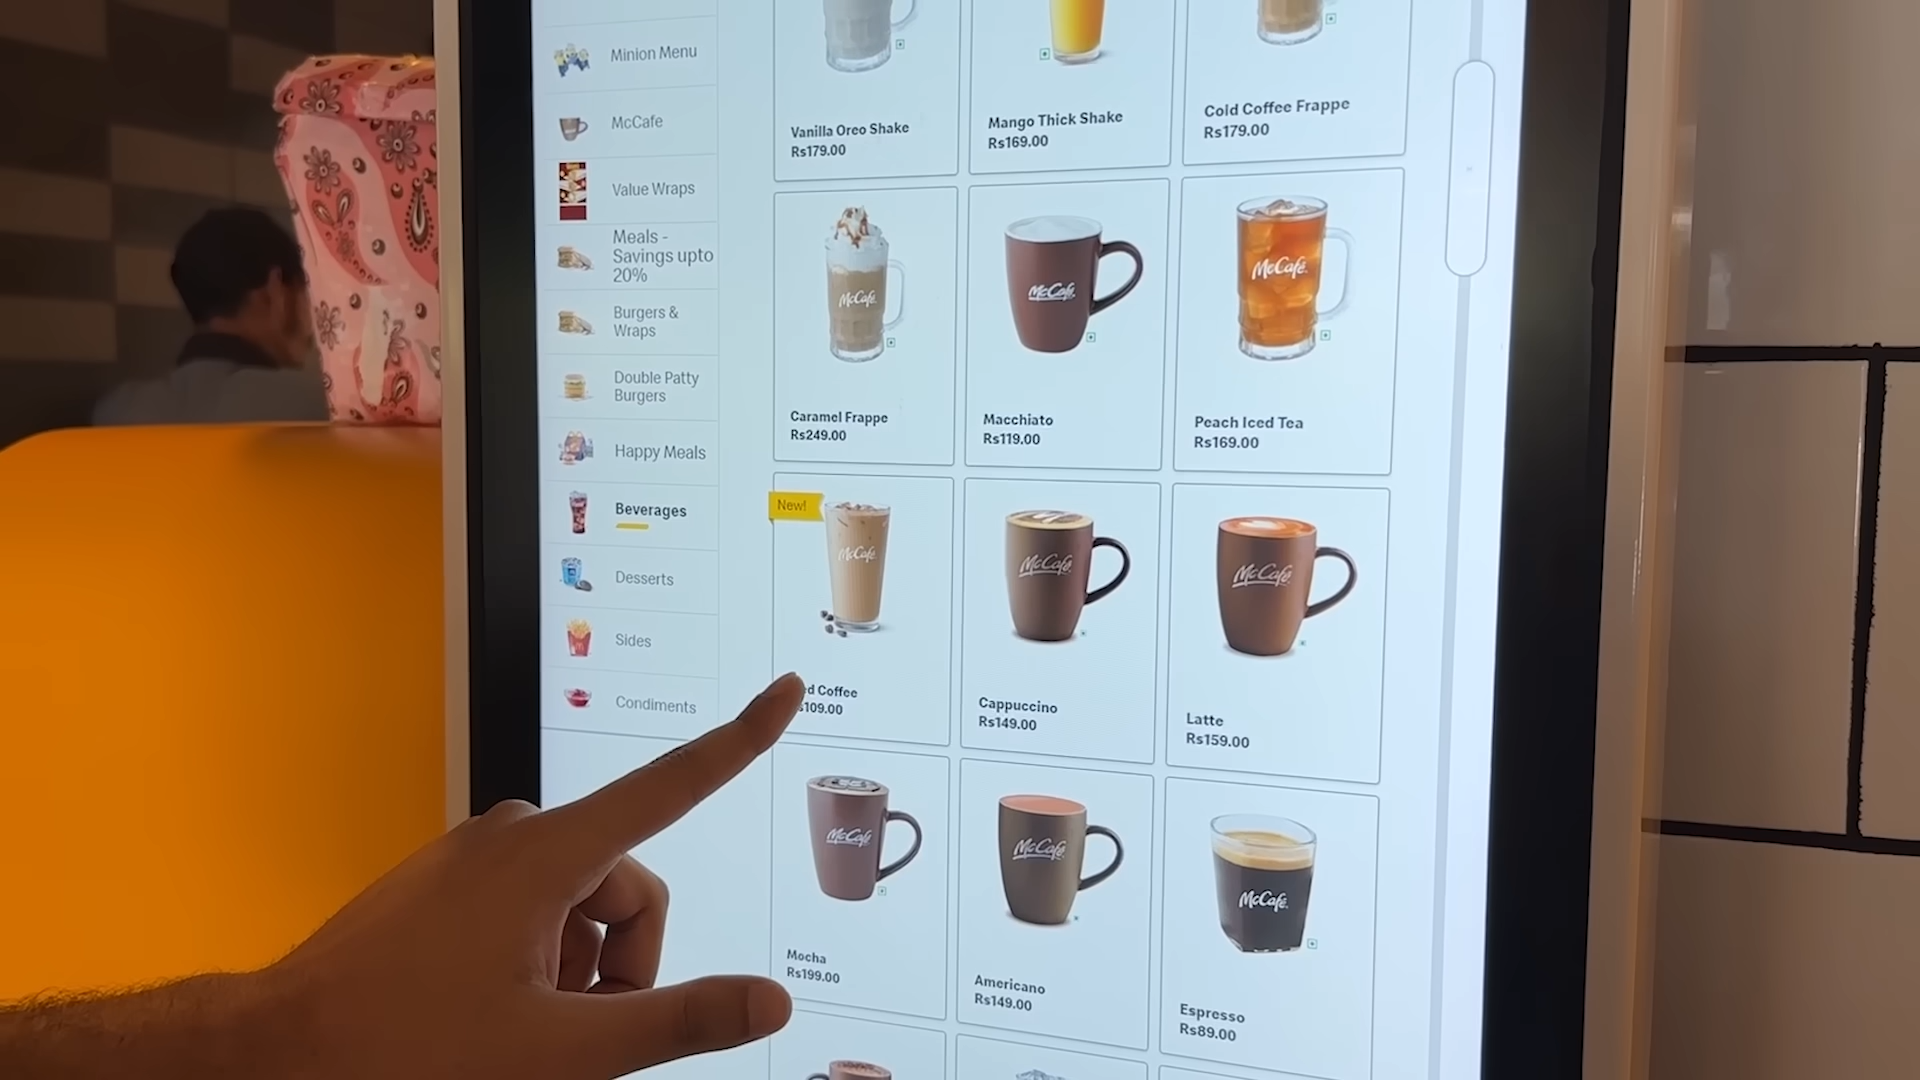 Minion Menu
McCafe
Value Wraps
Meals -
Savings upto
20%
Burgers &
Wraps
Double Patty
Burgers
Happy Meals
Beverages
Desserts
Sides
Condiments
Vanilla Oreo Shake
Rs179.00
Mango Thick Shake
Rs169.00
Cold Coffee Frappe
Rs179.00
McCafé
Caramel Frappe
Rs249.00
McCafé
Macchiato
Rs119.00
McCafé
Peach Iced Tea
Rs169.00
New!
McCafé
d Coffee
109.00
McCafé
Cappuccino
Rs149.00
McCafé
Latte
Rs159.00
McCafé
Mocha
Rs199.00
McCafé
Americano
Rs149.00
McCafé
Espresso
Rs89.00